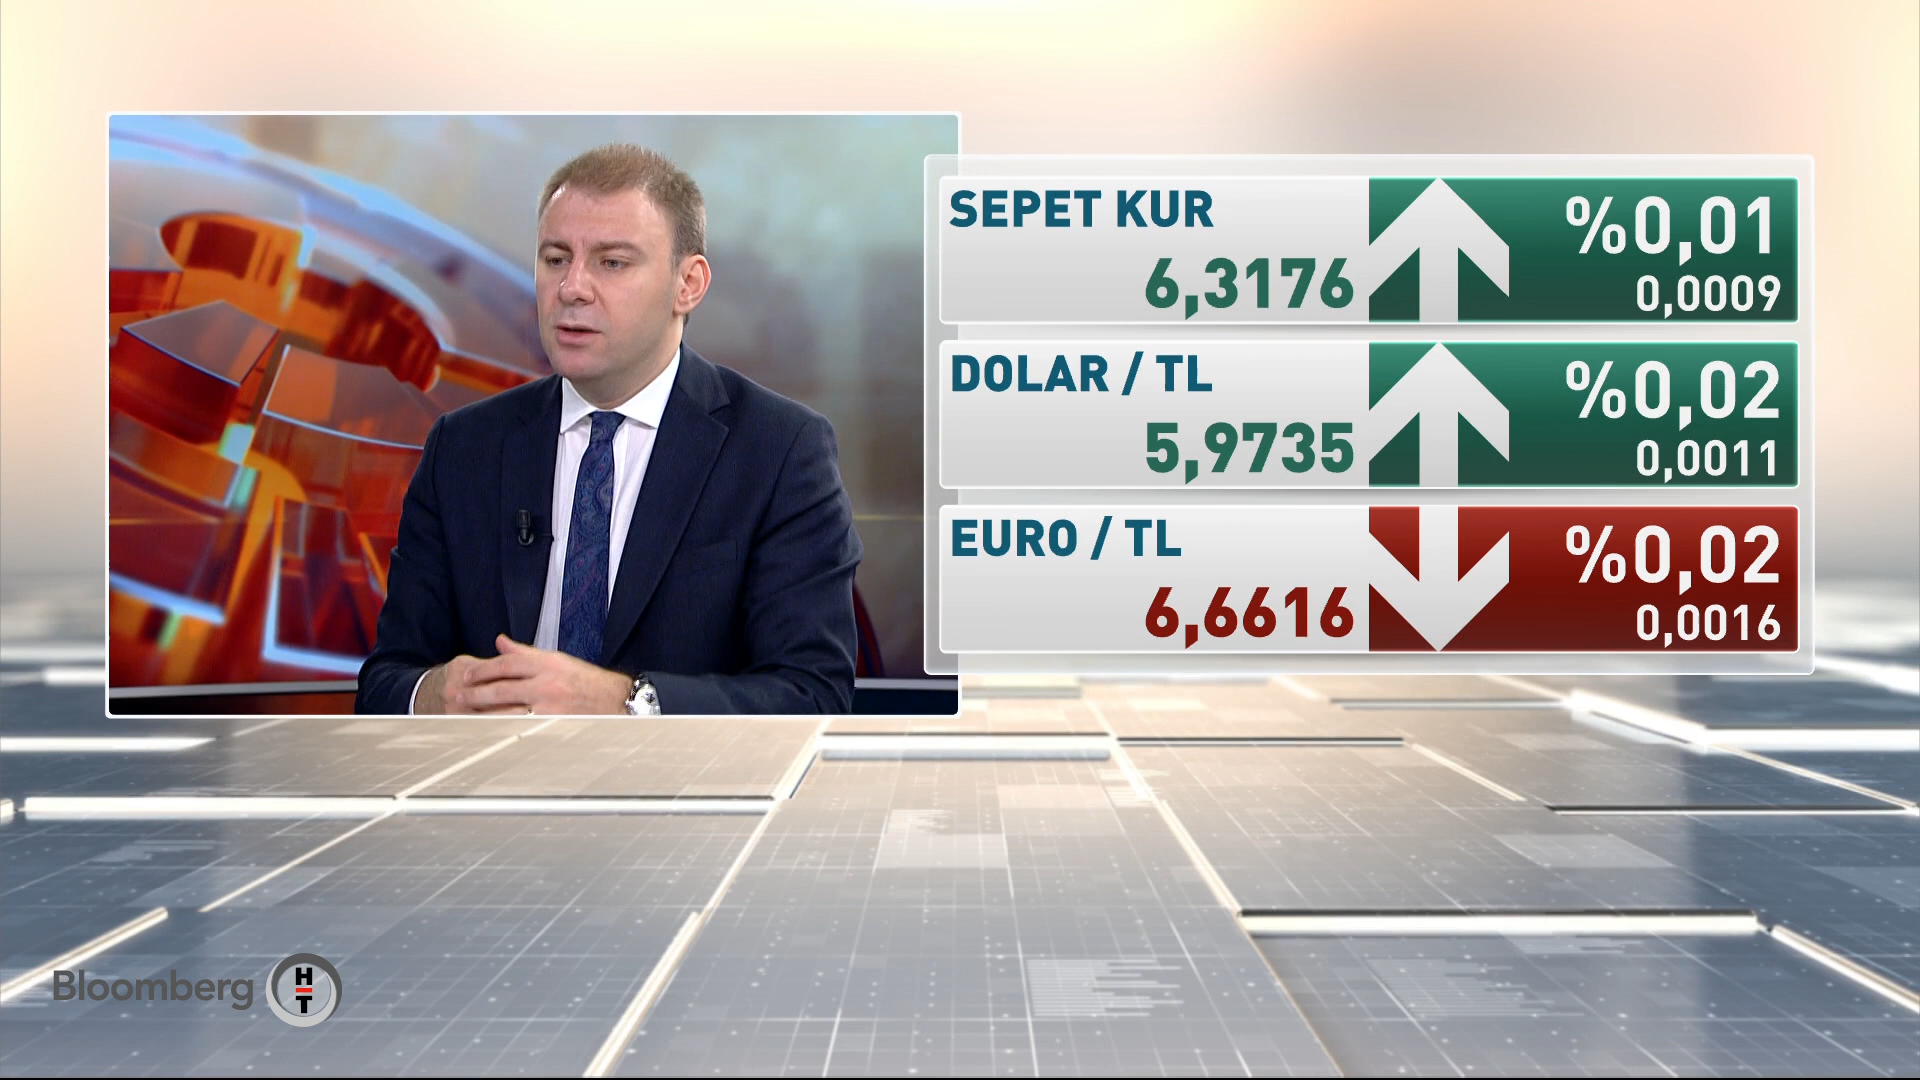 SEPET KUR
%0,01
6,3176
0,0009
DOLAR / TL
%0,02
5,9735
0,0011
EURO / TL
%0,02
6,6616
0,0016
Bloomberg HT